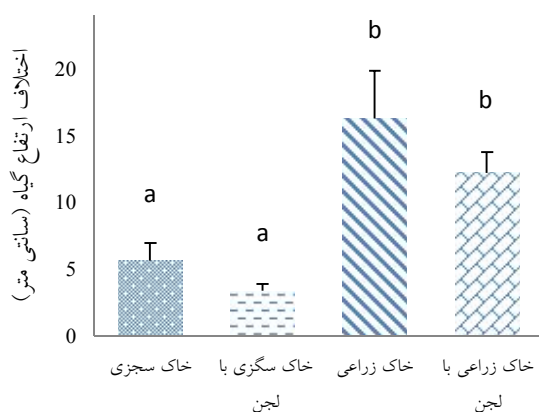 اختلاف ارتفاع گیاه (سانتی متر)
20
15
10
5
0
a
a
b
b
خاک سجزی
خاک سگزی با
لجن
خاک زراعی
خاک زراعی با
لجن